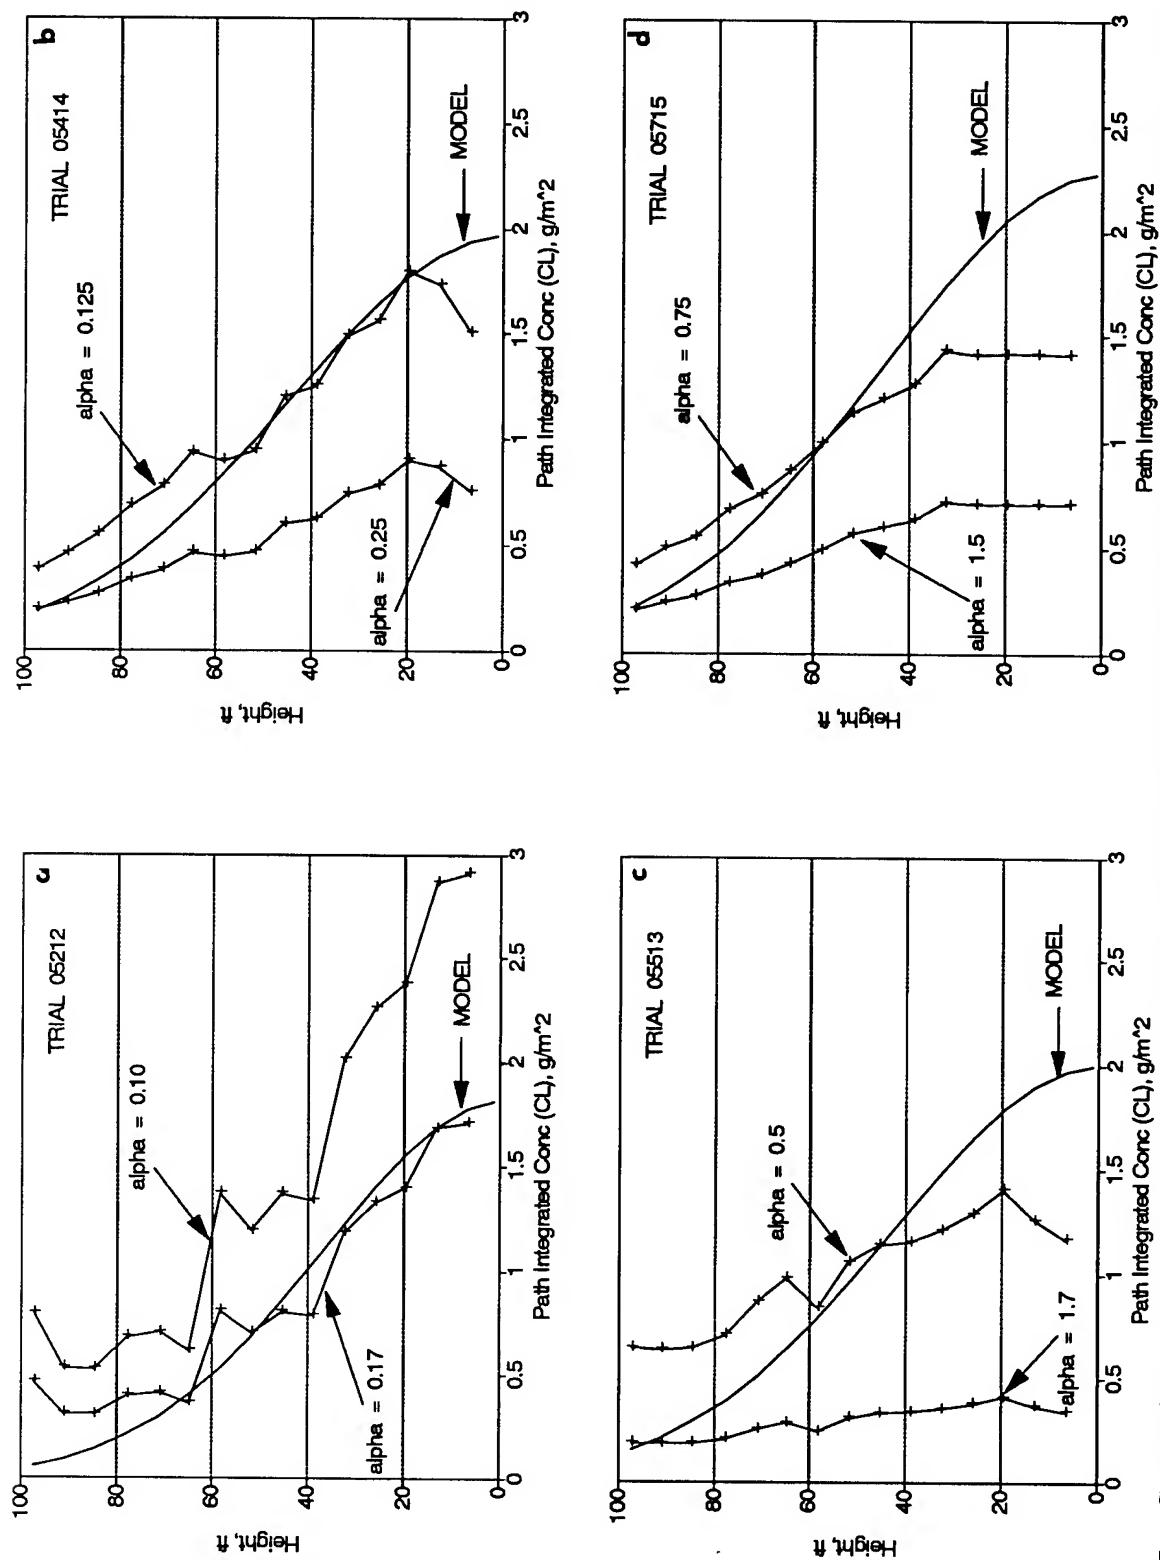 a
TRIAL 05212
alpha = 0.10
MODEL
alpha = 0.17
Height, ft
100
80
60
40
20
0
0 0.5 1 1.5 2 2.5 3
Path Integrated Conc (CL), g/m^2
b
TRIAL 05414
alpha = 0.125
MODEL
alpha = 0.25
Height, ft
100
80
60
40
20
0
0 0.5 1 1.5 2 2.5 3
Path Integrated Conc (CL), g/m^2
c
TRIAL 05513
alpha = 0.5
MODEL
alpha = 1.7
Height, ft
100
80
60
40
20
0
0 0.5 1 1.5 2 2.5 3
Path Integrated Conc (CL), g/m^2
d
TRIAL 05715
alpha = 0.75
MODEL
alpha = 1.5
Height, ft
100
80
60
40
20
0
0 0.5 1 1.5 2 2.5 3
Path Integrated Conc (CL), g/m^2